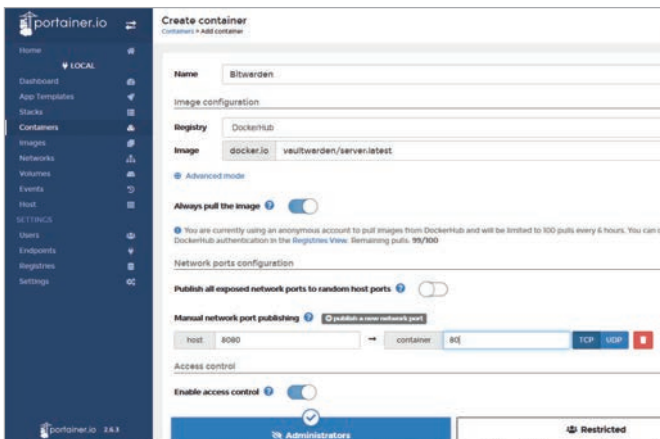 portainer.io
Home
LOCAL
Dashboard
App Templates
Stacks
Containers
Images
Networks
Volumes
Events
Host
SETTINGS
Users
Endpoints
Registries
Settings
portainer.io 2.6.3
Create container
Containers > Add container
Name Bitwarden
Image configuration
Registry DockerHub
Image docker.io vaultwarden/server:latest
Advanced mode
Always pull the image
You are currently using an anonymous account to pull images from DockerHub and will be limited to 100 pulls every 6 hours. You can
DockerHub authentication in the Registries View. Remaining pulls: 99/100
Network ports configuration
Publish all exposed network ports to random host ports
Manual network port publishing publish a new network port
host 8080 → container 80 TCP UDP
Access control
Enable access control
Administrators
Restricted